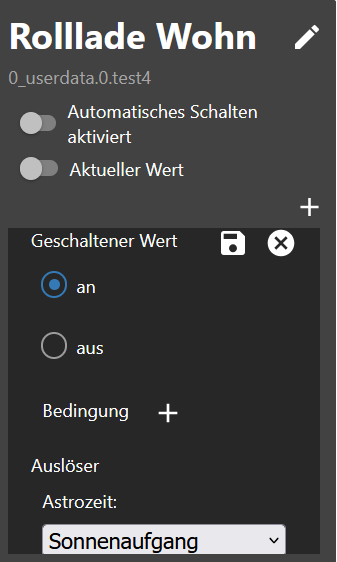 Rolllade Wohn
0_userdata.0.test4
Automatisches Schalten
aktiviert
Aktueller Wert
Geschaltener Wert
an
aus
Bedingung
Auslöser
Astrozeit:
Sonnenaufgang